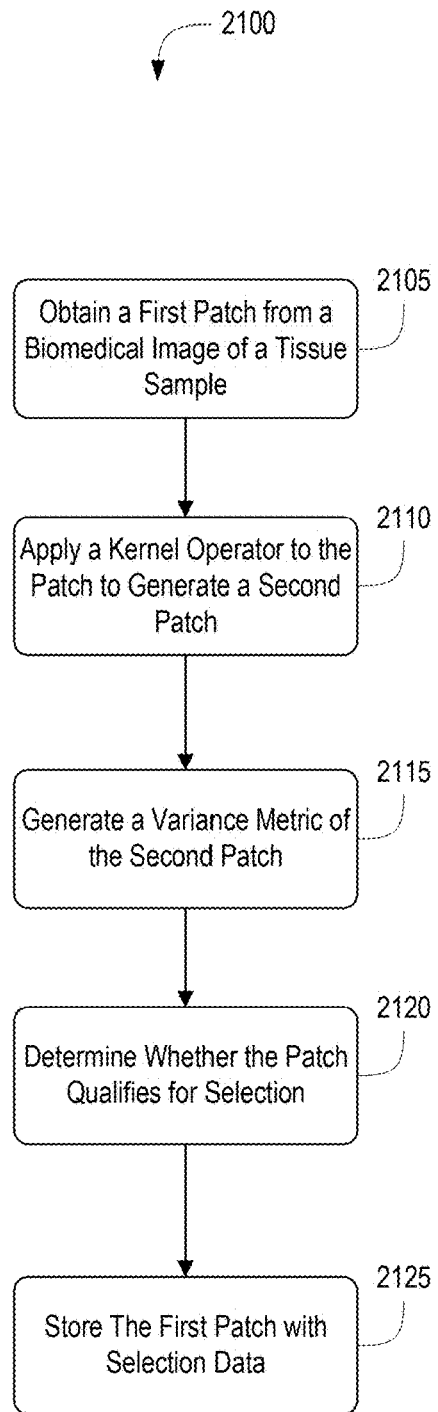 2100
2105
Obtain a First Patch from a
Biomedical Image of a Tissue
Sample
2110
Apply a Kernel Operator to the
Patch to Generate a Second
Patch
2115
Generate a Variance Metric of
the Second Patch
2120
Determine Whether the Patch
Qualifies for Selection
2125
Store The First Patch with
Selection Data